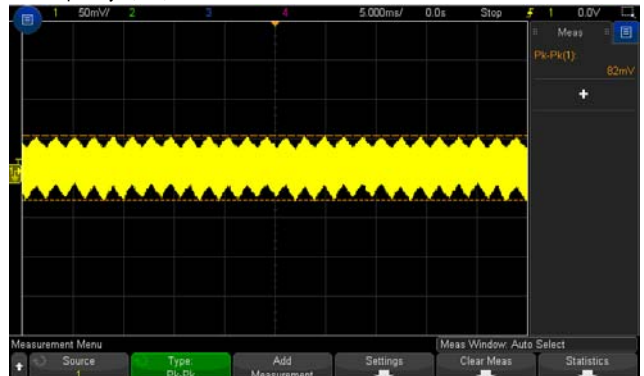 1 50mV/ 2 3 4 5.000ms/ 0.0s Stop 1 0.0V
Meas
Pk-Pk(1):
82mV
+
Measurement Menu Meas Window: Auto Select
Source Type: Add Settings Clear Meas Statistics
1 Pk-Pk Measurement